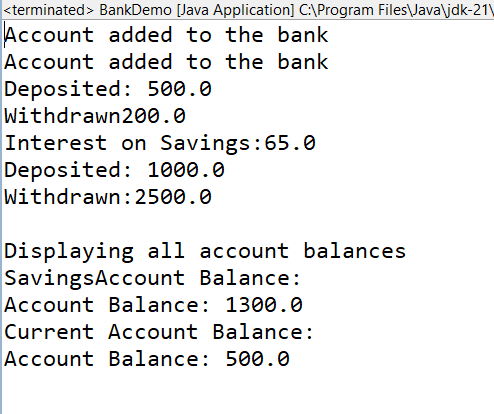 <terminated> BankDemo [Java Application] C:\Program Files\Java\jdk-21\
Account added to the bank
Account added to the bank
Deposited: 500.0
Withdrawn200.0
Interest on Savings:65.0
Deposited: 1000.0
Withdrawn:2500.0
Displaying all account balances
SavingsAccount Balance:
Account Balance: 1300.0
Current Account Balance:
Account Balance: 500.0